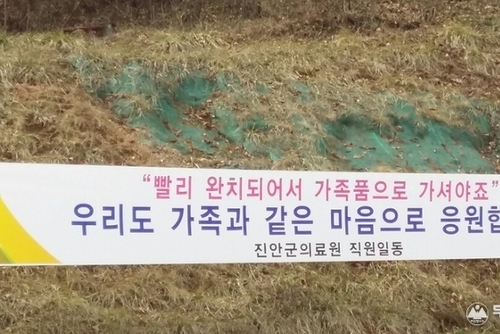 “빨리 완치되어서 가족품으로 가셔야죠”
우리도 가족과 같은 마음으로 응원합
진안군의료원 직원일동